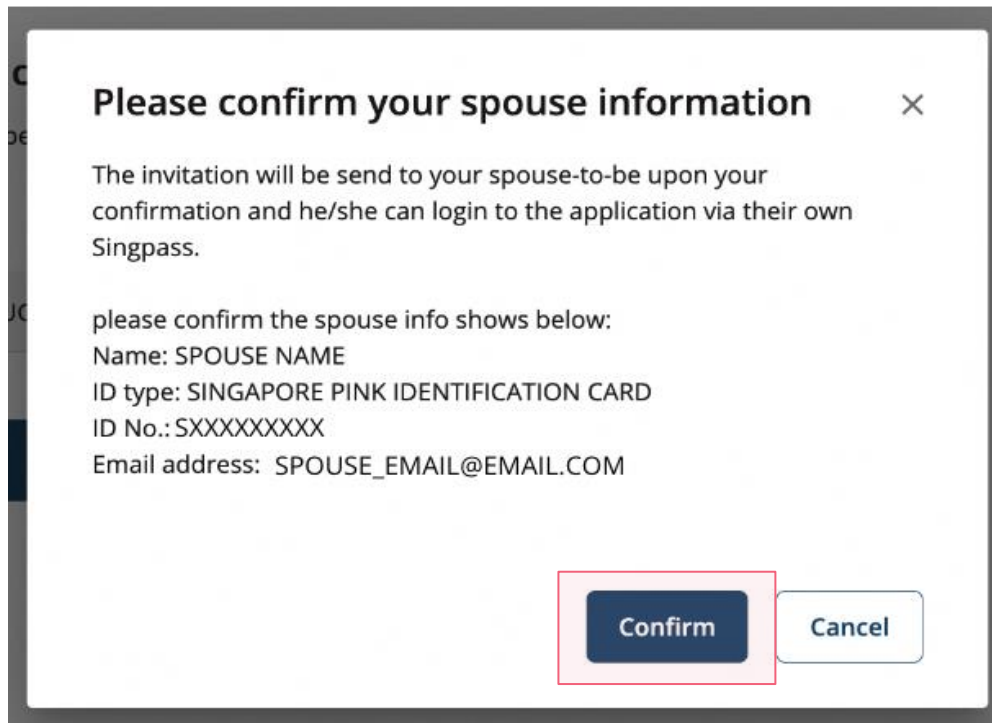 Please confirm your spouse information
The invitation will be send to your spouse-to-be upon your
confirmation and he/she can login to the application via their own
Singpass.
please confirm the spouse info shows below:
Name: SPOUSE NAME
ID type: SINGAPORE PINK IDENTIFICATION CARD
ID No.: SXXXXXXXXX
Email address: SPOUSE_EMAIL@EMAIL.COM
Confirm Cancel